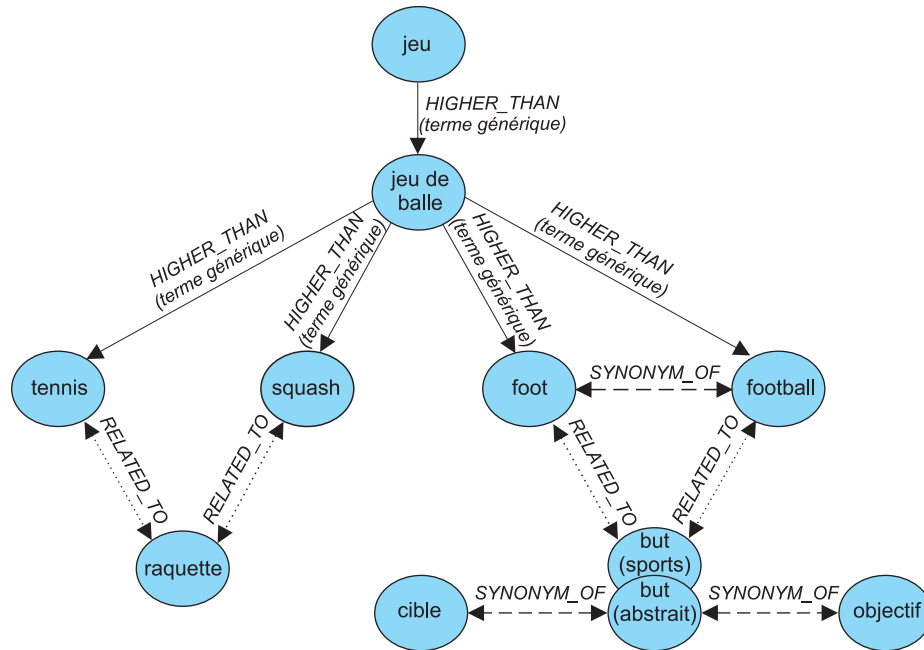 jeu
HIGHER_THAN
(terme générique)
jeu de
balle
HIGHER_THAN
(terme générique)
HIGHER_THAN
(terme générique)
HIGHER_THAN
(terme générique)
HIGHER_THAN
(terme générique)
tennis
squash
foot
SYNONYM_OF
football
RELATED_TO
RELATED_TO
RELATED_TO
RELATED_TO
raquette
but
(sports)
cible
SYNONYM_OF
but
(abstrait)
SYNONYM_OF
objectif